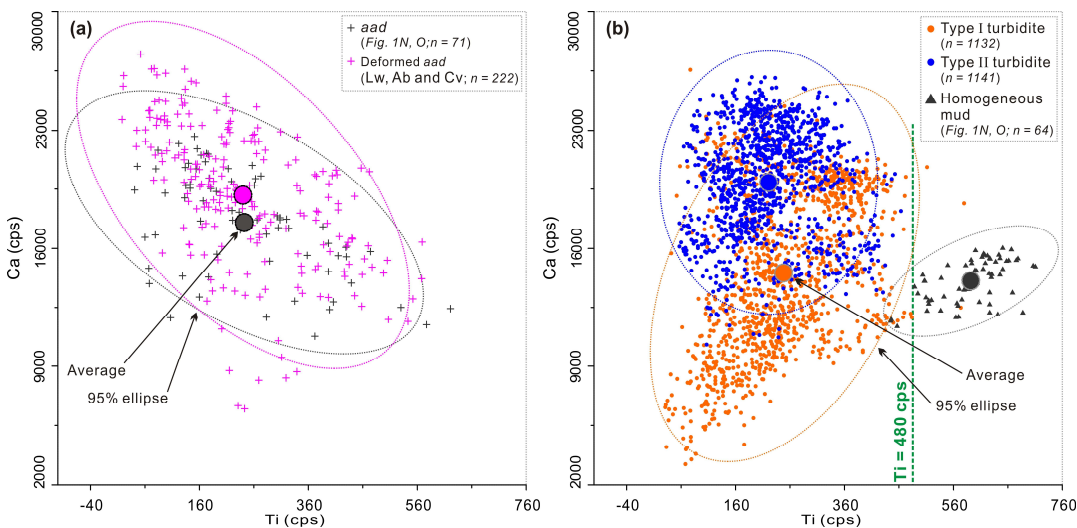 (a)
aad
(Fig. 1N, O;n = 71)
Deformed aad
(Lw, Ab and Cv; n = 222)
30000
23000
16000
9000
2000
Ca (cps)
Average
95% ellipse
-40
160
360
560
760
Ti (cps)
(b)
Type I turbidite
(n = 1132)
Type II turbidite
(n = 1141)
Homogeneous
mud
(Fig. 1N, O; n = 64)
30000
23000
16000
9000
2000
Ca (cps)
Average
95% ellipse
Ti = 480 cps
-40
160
360
560
760
Ti (cps)